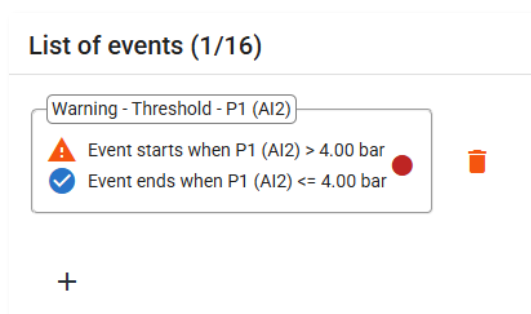 List of events (1/16)
Warning - Threshold - P1 (AI2)
Event starts when P1 (AI2) > 4.00 bar
Event ends when P1 (AI2) <= 4.00 bar
+